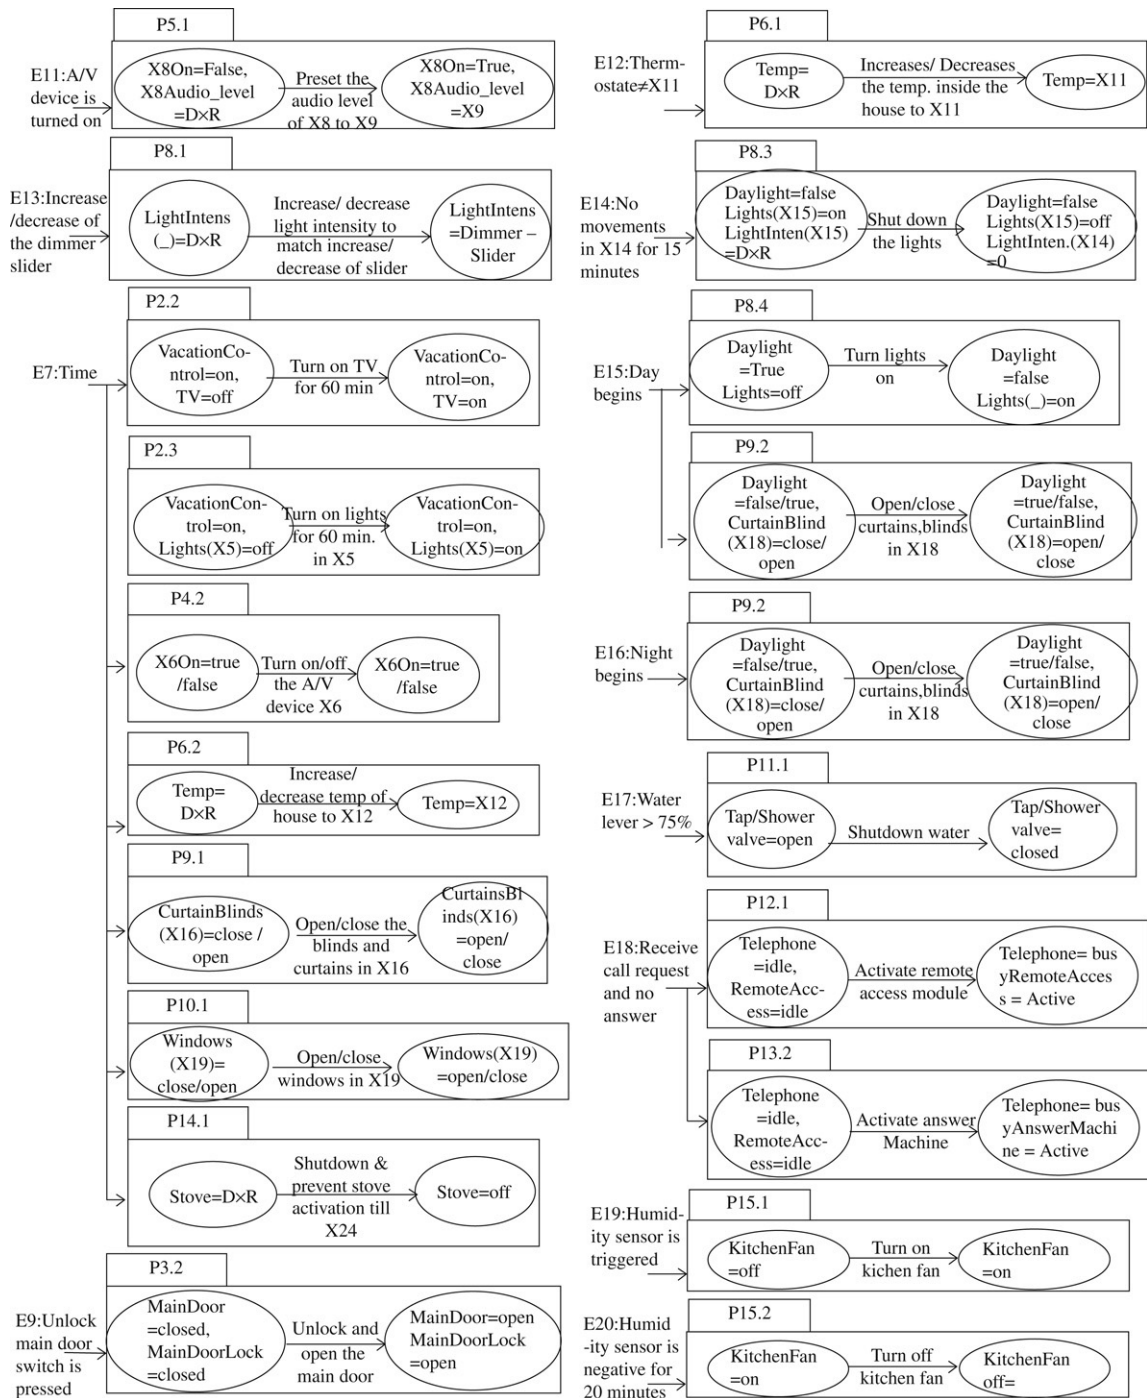 P5.1
E11:A/V
device is
turned on
X8On=False,
X8Audio_level
=D×R
Preset the
audio level
of X8 to X9
X8On=True,
X8Audio_level
=X9
P8.1
E13:Increase
/decrease of
the dimmer
slider
LightIntens
(_)=D×R
Increase/ decrease
light intensity to
match increase/
decrease of slider
LightIntens
=Dimmer –
Slider
E7:Time
P2.2
VacationCo-
ntrol=on,
TV=off
Turn on TV
for 60 min
VacationCo-
ntrol=on,
TV=on
P2.3
VacationCon-
trol=on,
Lights(X5)=off
Turn on lights
for 60 min.
in X5
VacationCon-
trol=on,
Lights(X5)=on
P4.2
X6On=true
/false
Turn on/off
the A/V
device X6
X6On=true
/false
P6.2
Temp=
D×R
Increase/
decrease temp of
house to X12
Temp=X12
P9.1
CurtainBlinds
(X16)=close /
open
Open/close the
blinds and
curtains in X16
CurtainsBl
inds(X16)
=open/
close
P10.1
Windows
(X19)=
close/open
Open/close
windows in X19
Windows(X19)
=open/close
P14.1
Stove=D×R
Shutdown &
prevent stove
activation till
X24
Stove=off
P3.2
E9:Unlock
main door
switch is
pressed
MainDoor
=closed,
MainDoorLock
=closed
Unlock and
open the
main door
MainDoor=open
MainDoorLock
=open
P6.1
E12:Therm-
ostate≠X11
Temp=
D×R
Increases/ Decreases
the temp. inside the
house to X11
Temp=X11
P8.3
E14:No
movements
in X14 for 15
minutes
Daylight=false
Lights(X15)=on
LightInten(X15)
=D×R
Shut down
the lights
Daylight=false
Lights(X15)=off
LightInten.(X14)
=0
P8.4
E15:Day
begins
Daylight
=True
Lights=off
Turn lights
on
Daylight
=false
Lights(_)=on
P9.2
Daylight
=false/true,
CurtainBlind
(X18)=close/
open
Open/close
curtains,blinds
in X18
Daylight
=true/false,
CurtainBlind
(X18)=open/
close
P9.2
E16:Night
begins
Daylight
=false/true,
CurtainBlind
(X18)=close/
open
Open/close
curtains,blinds
in X18
Daylight
=true/false,
CurtainBlind
(X18)=open/
close
P11.1
E17:Water
lever > 75%
Tap/Shower
valve=open
Shutdown water
Tap/Shower
valve=
closed
P12.1
E18:Receive
call request
and no
answer
Telephone
=idle,
RemoteAcc-
ess=idle
Activate remote
access module
Telephone= bus
yRemoteAcces
s = Active
P13.2
Telephone
=idle,
RemoteAcc-
ess=idle
Activate answer
Machine
Telephone= bus
yAnswerMachi
ne = Active
P15.1
E19:Humid-
ity sensor is
triggered
KitchenFan
=off
Turn on
kichen fan
KitchenFan
=on
P15.2
E20:Humid
-ity sensor is
negative for
20 minutes
KitchenFan
=on
Turn off
kitchen fan
KitchenFan
off=